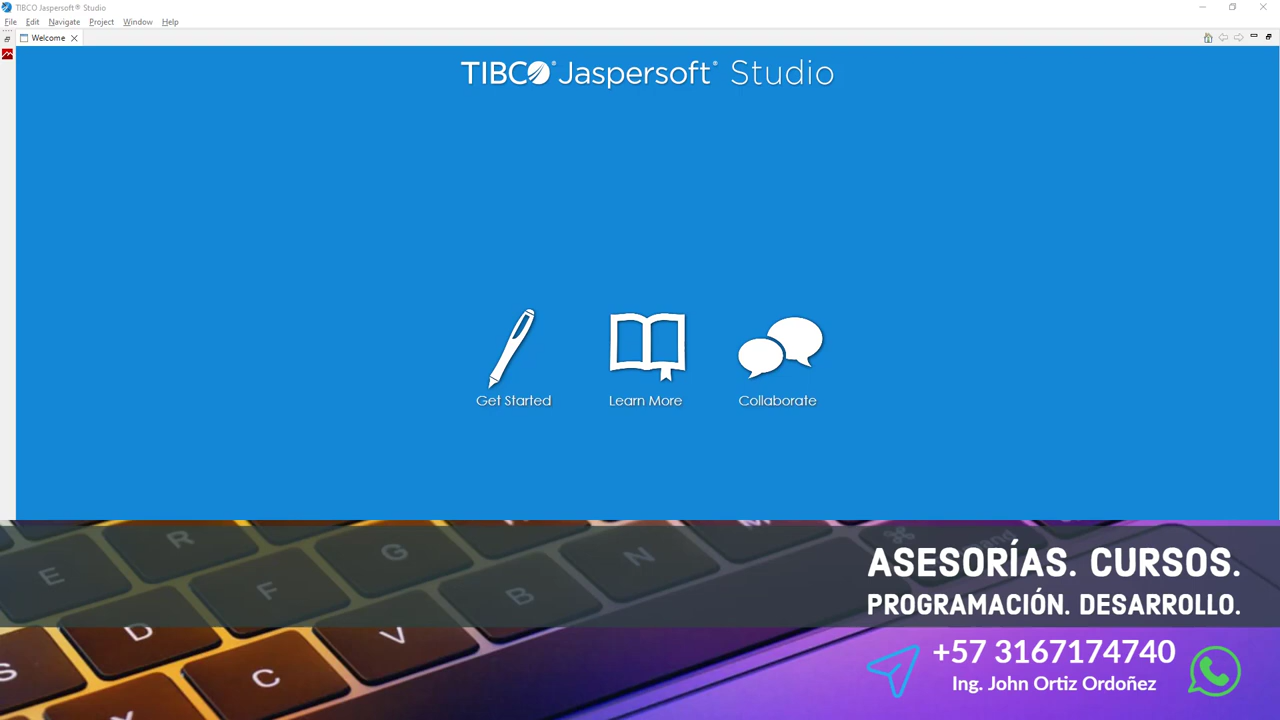 TIBCO Jaspersoft® Studio
File Edit Navigate Project Window Help
Welcome
TIBCO® Jaspersoft® Studio
Get Started Learn More Collaborate
E R G N M
F B
S D V
C Y
ASESORÍAS. CURSOS.
PROGRAMACIÓN. DESARROLLO.
+57 3167174740
Ing. John Ortiz Ordoñez